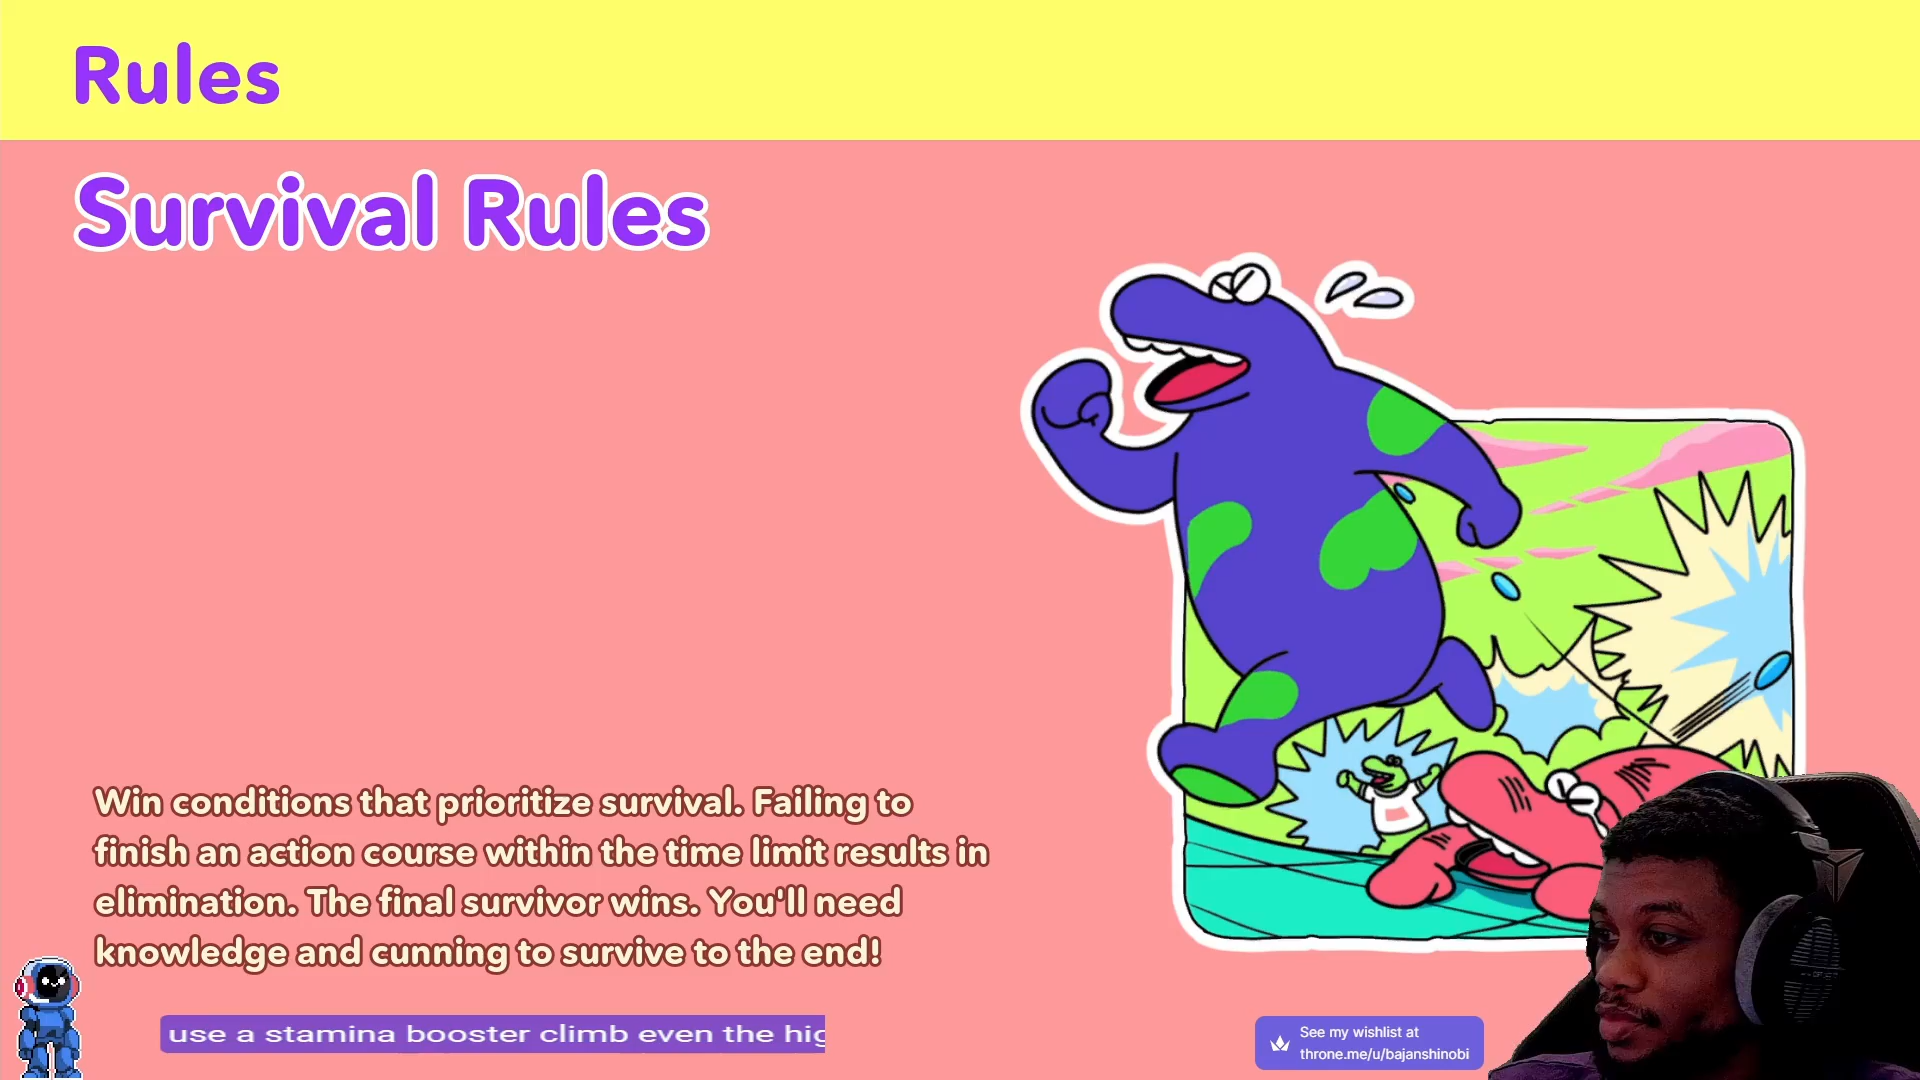 Rules
Survival Rules
Win conditions that prioritize survival. Failing to
finish an action course within the time limit results in
elimination. The final survivor wins. You'll need
knowledge and cunning to survive to the end!
use a stamina booster climb even the hig
See my wishlist at
throne.me/u/bajanshinobi